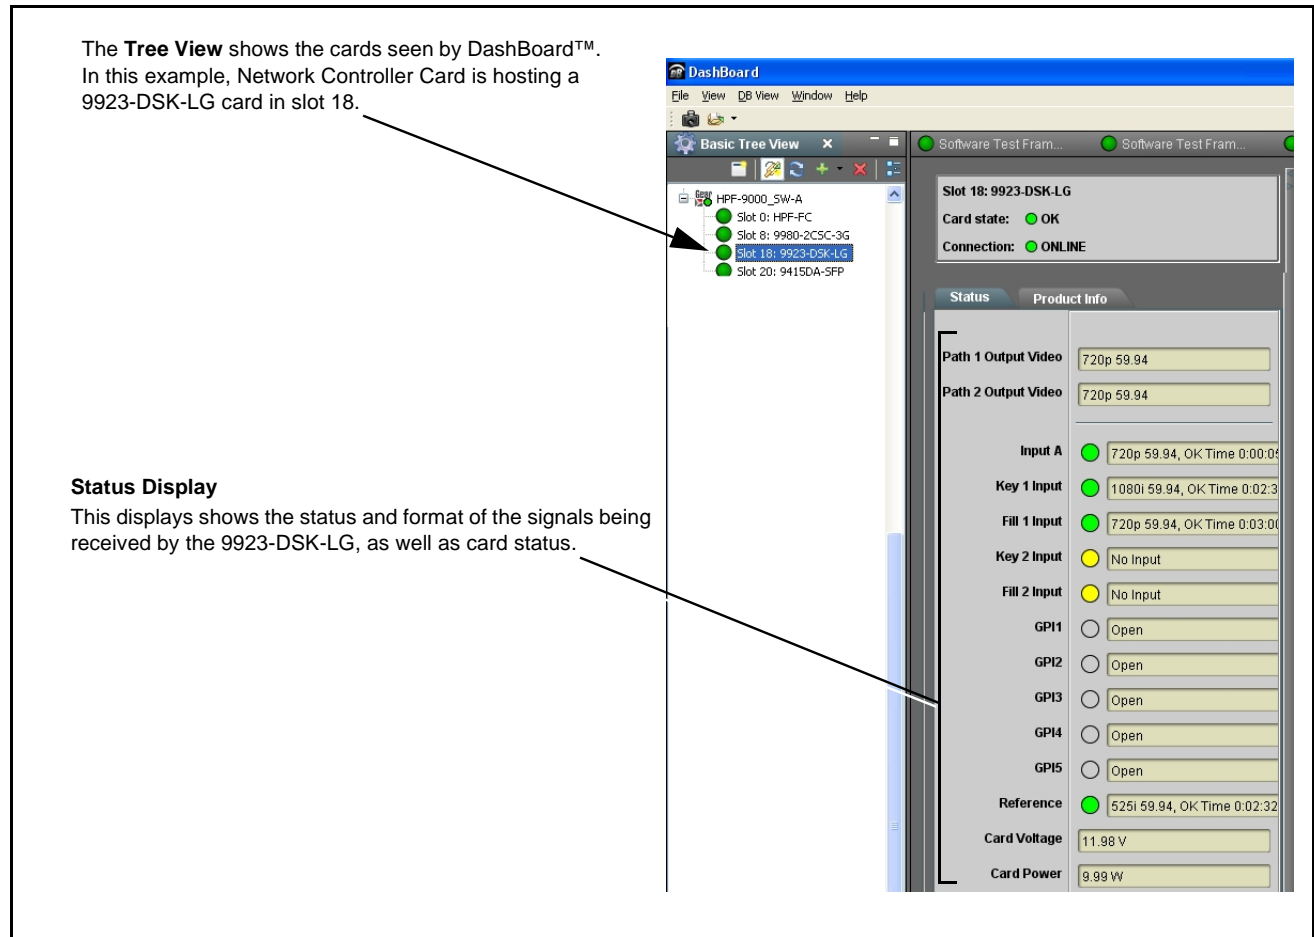 The Tree View shows the cards seen by DashBoard™.
In this example, Network Controller Card is hosting a
9923-DSK-LG card in slot 18.
Status Display
This displays shows the status and format of the signals being
received by the 9923-DSK-LG, as well as card status.
DashBoard
File View DB View Window Help
Basic Tree View
HPF-9000_SW-A
Slot 0: HPF-FC
Slot 8: 9980-2CSC-3G
Slot 18: 9923-DSK-LG
Slot 20: 9415DA-SFP
Software Test Fram... Software Test Fram...
Slot 18: 9923-DSK-LG
Card state: OK
Connection: ONLINE
Status Product Info
Path 1 Output Video 720p 59.94
Path 2 Output Video 720p 59.94
Input A 720p 59.94, OK Time 0:00:0
Key 1 Input 1080i 59.94, OK Time 0:02:3
Fill 1 Input 720p 59.94, OK Time 0:03:00
Key 2 Input No Input
Fill 2 Input No Input
GPI1 Open
GPI2 Open
GPI3 Open
GPI4 Open
GPI5 Open
Reference 525i 59.94, OK Time 0:02:32
Card Voltage 11.98 V
Card Power 9.99 W